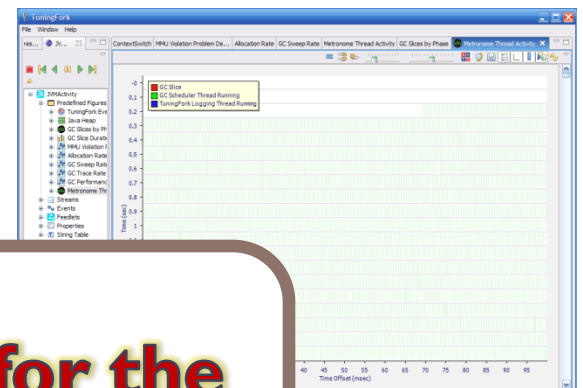 TuningFork
File Window Help
res... JV... ContextSwitch MMU Violation Problem De... Allocation Rate GC Sweep Rate Metronome Thread Activity GC Slices by Phase Metronome Thread Activity
JVMActivity
Predefined Figures
TuningFork Eve
Java Heap
GC Slices by Ph
GC Slice Durati
MMU Violation F
Allocation Rate
GC Sweep Rate
GC Trace Rate
GC Performanc
Metronome Thr
Streams
Events
Feedlets
Properties
String Table
GC Slice
GC Scheduler Thread Running
TuningFork Logging Thread Running
-0
0.1
0.2
0.3
0.4
0.5
0.6
0.7
0.8
0.9
1
Time (sec)
40 45 50 55 60 65 70 75 80 85 90 95
Time Offset (msec)
for the